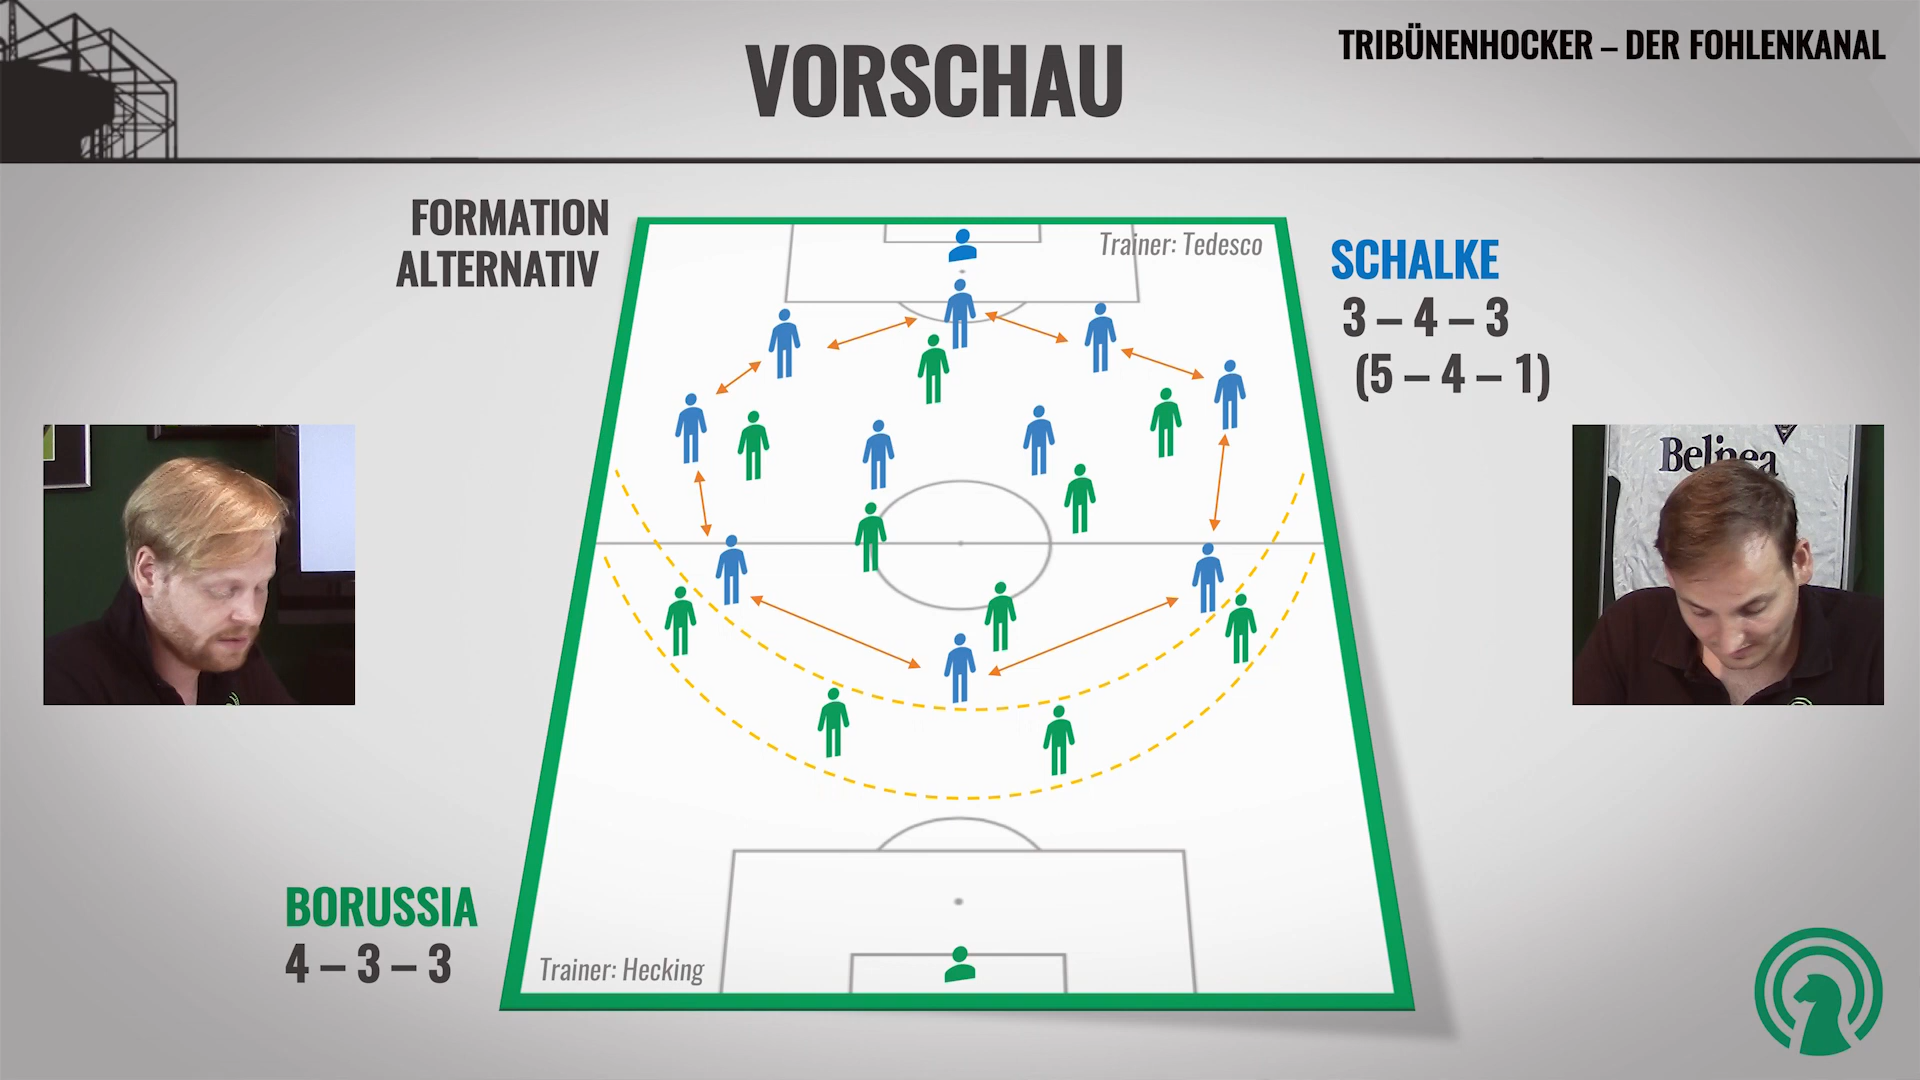 TRIBÜNENHOCKER – DER FOHLENKANAL
VORSCHAU
FORMATION
ALTERNATIV
Trainer: Tedesco
SCHALKE
3 – 4 – 3
(5 – 4 – 1)
Belinea
BORUSSIA
4 – 3 – 3
Trainer: Hecking